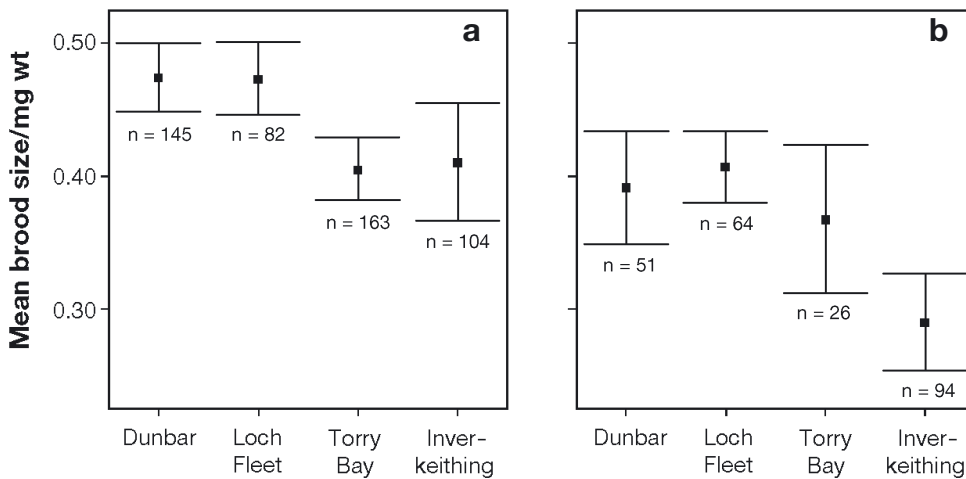 Mean brood size/mg wt
0.50
0.40
0.30
a
n = 145
n = 82
n = 163
n = 104
Dunbar
Loch
Fleet
Torry
Bay
Inver-
keithing
b
n = 51
n = 64
n = 26
n = 94
Dunbar
Loch
Fleet
Torry
Bay
Inver-
keithing